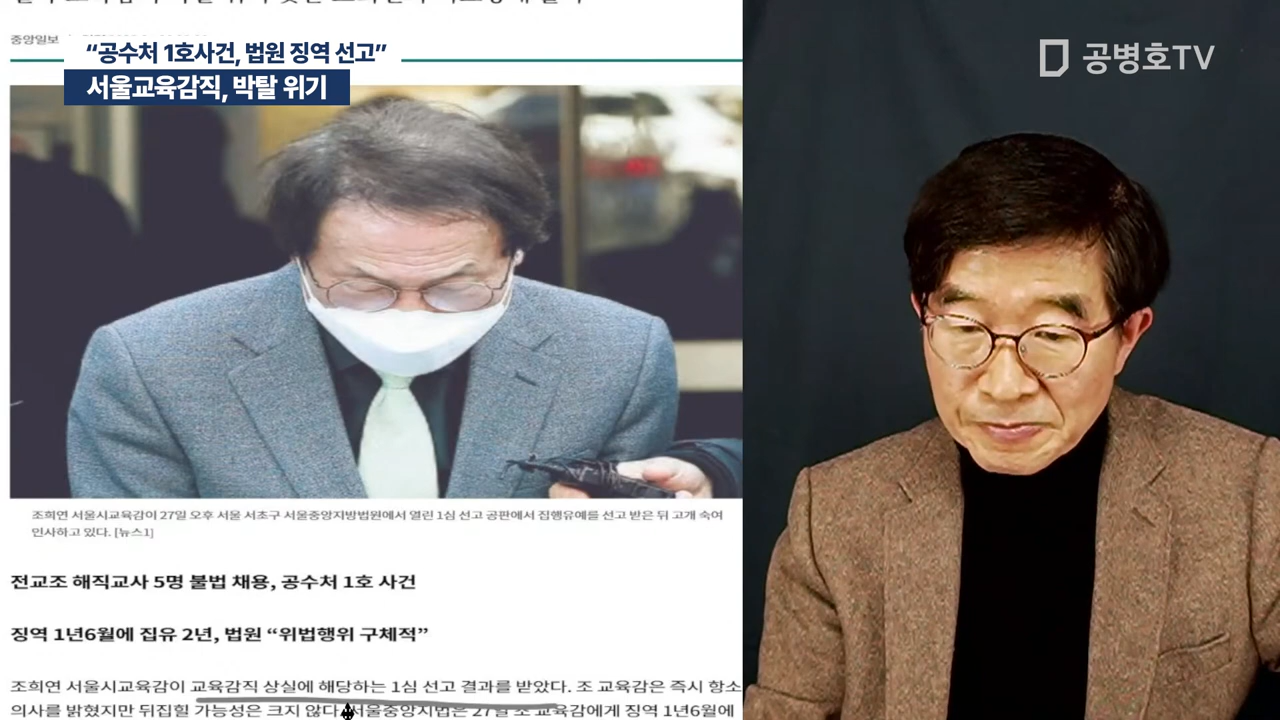 중앙일보
“공수처 1호사건, 법원 징역 선고”
서울교육감직, 박탈 위기
공병호TV
조희연 서울시교육감이 27일 오후 서울 서초구 서울중앙지방법원에서 열린 1심 선고 공판에서 집행유예를 선고 받은 뒤 고개 숙여
인사하고 있다. [뉴스1]
전교조 해직교사 5명 불법 채용, 공수처 1호 사건
징역 1년6월에 집유 2년, 법원 “위법행위 구체적”
조희연 서울시교육감이 교육감직 상실에 해당하는 1심 선고 결과를 받았다. 조 교육감은 즉시 항소
의사를 밝혔지만 뒤집힐 가능성은 크지 않다. 서울중앙지법은 27일 조 교육감에게 징역 1년6월에